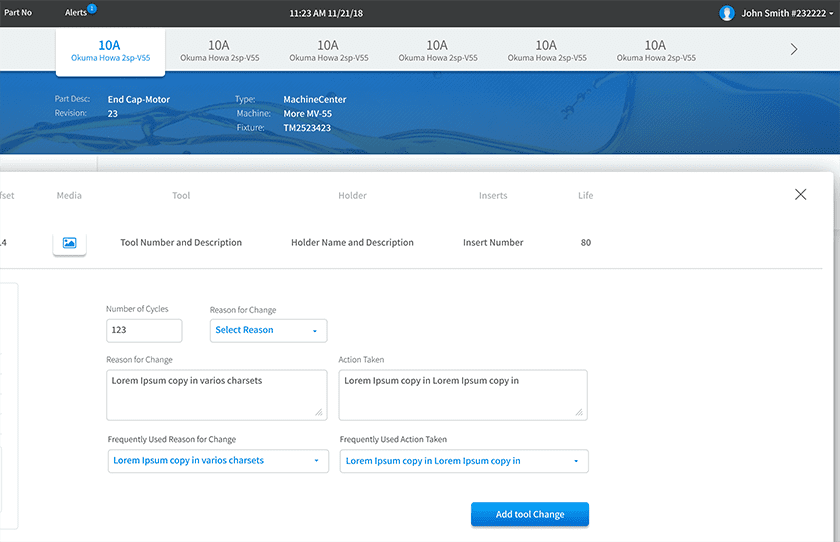 Part No Alerts 1 11:23 AM 11/21/18 John Smith #232222
10A 10A 10A 10A 10A 10A
Okuma Howa 2sp-V55 Okuma Howa 2sp-V55 Okuma Howa 2sp-V55 Okuma Howa 2sp-V55 Okuma Howa 2sp-V55 Okuma Howa 2sp-V55
Part Desc: End Cap-Motor Type: MachineCenter
Revision: 23 Machine: More MV-55
Fixture: TM2523423
fset Media Tool Holder Inserts Life
.4 Tool Number and Description Holder Name and Description Insert Number 80
Number of Cycles Reason for Change
123 Select Reason
Reason for Change Action Taken
Lorem Ipsum copy in varios charsets Lorem Ipsum copy in Lorem Ipsum copy in
Frequently Used Reason for Change Frequently Used Action Taken
Lorem Ipsum copy in varios charsets Lorem Ipsum copy in Lorem Ipsum copy in
Add tool Change